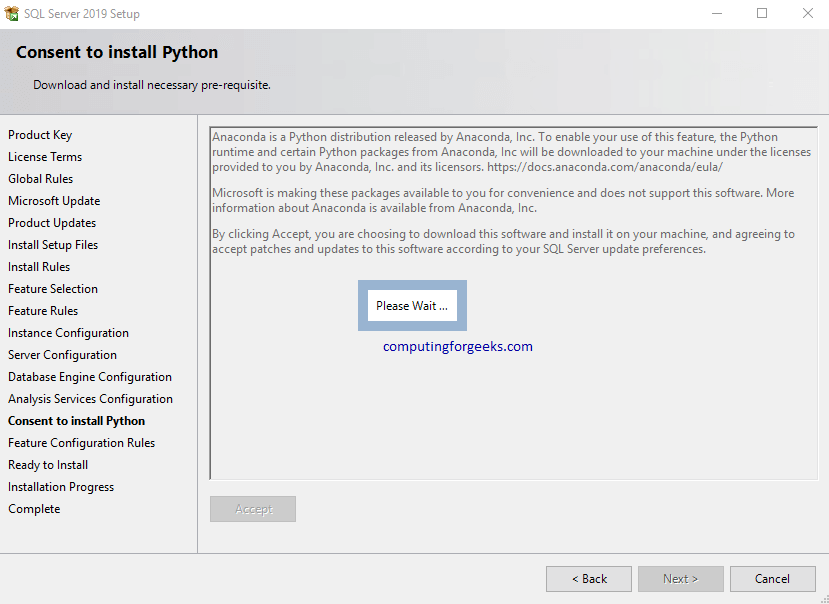 SQL Server 2019 Setup
Consent to install Python
Download and install necessary pre-requisite.
Product Key
License Terms
Global Rules
Microsoft Update
Product Updates
Install Setup Files
Install Rules
Feature Selection
Feature Rules
Instance Configuration
Server Configuration
Database Engine Configuration
Analysis Services Configuration
Consent to install Python
Feature Configuration Rules
Ready to Install
Installation Progress
Complete
Anaconda is a Python distribution released by Anaconda, Inc. To enable your use of this feature, the Python
runtime and certain Python packages from Anaconda, Inc will be downloaded to your machine under the licenses
provided to you by Anaconda, Inc. and its licensors. https://docs.anaconda.com/anaconda/eula/
Microsoft is making these packages available to you for convenience and does not support this software. More
information about Anaconda is available from Anaconda, Inc.
By clicking Accept, you are choosing to download this software and install it on your machine, and agreeing to
accept patches and updates to this software according to your SQL Server update preferences.
Please Wait ...
computingforgeeks.com
Accept
< Back
Next >
Cancel